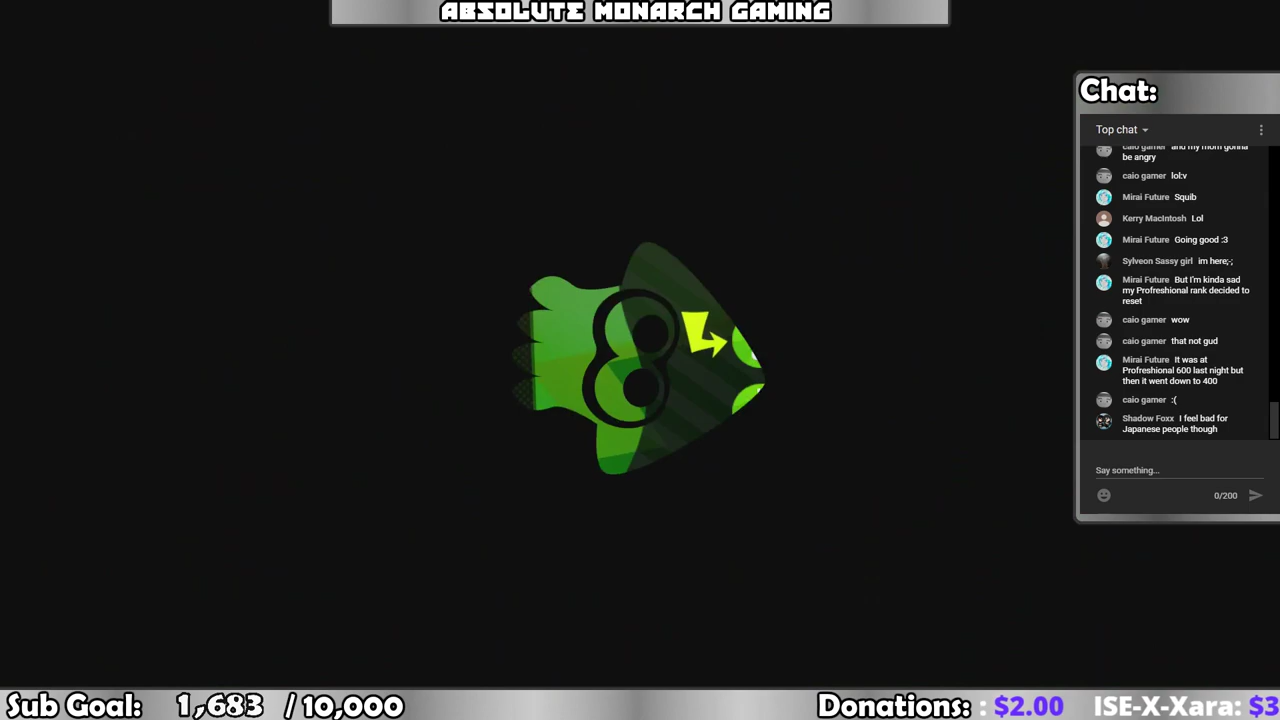 ABSOLUTE MONARCH GAMING
Chat:
Top chat
caio gamer and my mom gonna
be angry
caio gamer lol:v
Mirai Future Squib
Kerry MacIntosh Lol
Mirai Future Going good :3
Sylveon Sassy girl im here;-;
Mirai Future But I'm kinda sad
my Profreshional rank decided to
reset
caio gamer wow
caio gamer that not gud
Mirai Future It was at
Profreshional 600 last night but
then it went down to 400
caio gamer :(
Shadow Foxx I feel bad for
Japanese people though
Say something...
0/200
Sub Goal: 1,683 / 10,000
Donations: : $2.00 ISE-X-Xara: $3